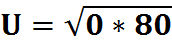 U = √0 * 80